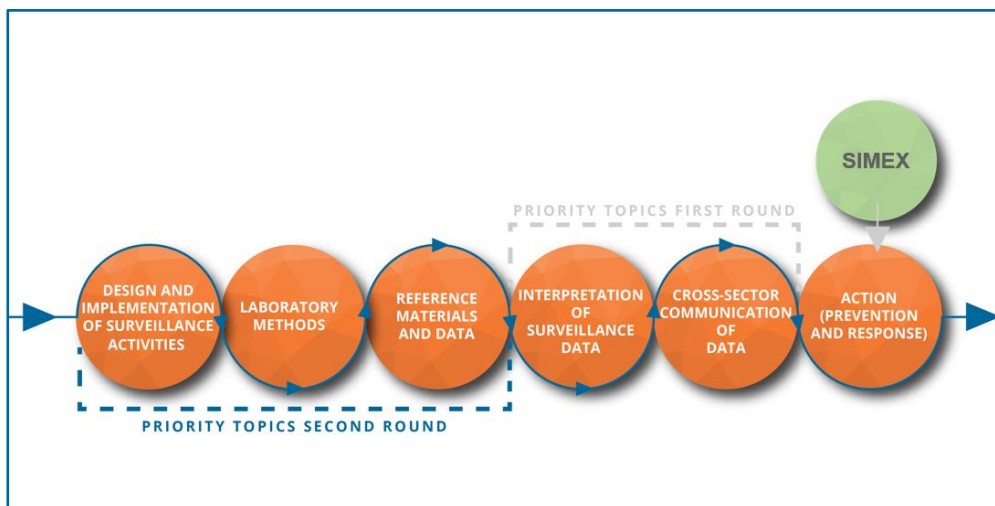 SIMEX
PRIORITY TOPICS FIRST ROUND
DESIGN AND
IMPLEMENTATION
OF SURVEILLANCE
ACTIVITIES
LABORATORY
METHODS
REFERENCE
MATERIALS
AND DATA
INTERPRETATION
OF
SURVEILLANCE
DATA
CROSS-SECTOR
COMMUNICATION
OF
DATA
ACTION
(PREVENTION
AND RESPONSE)
PRIORITY TOPICS SECOND ROUND